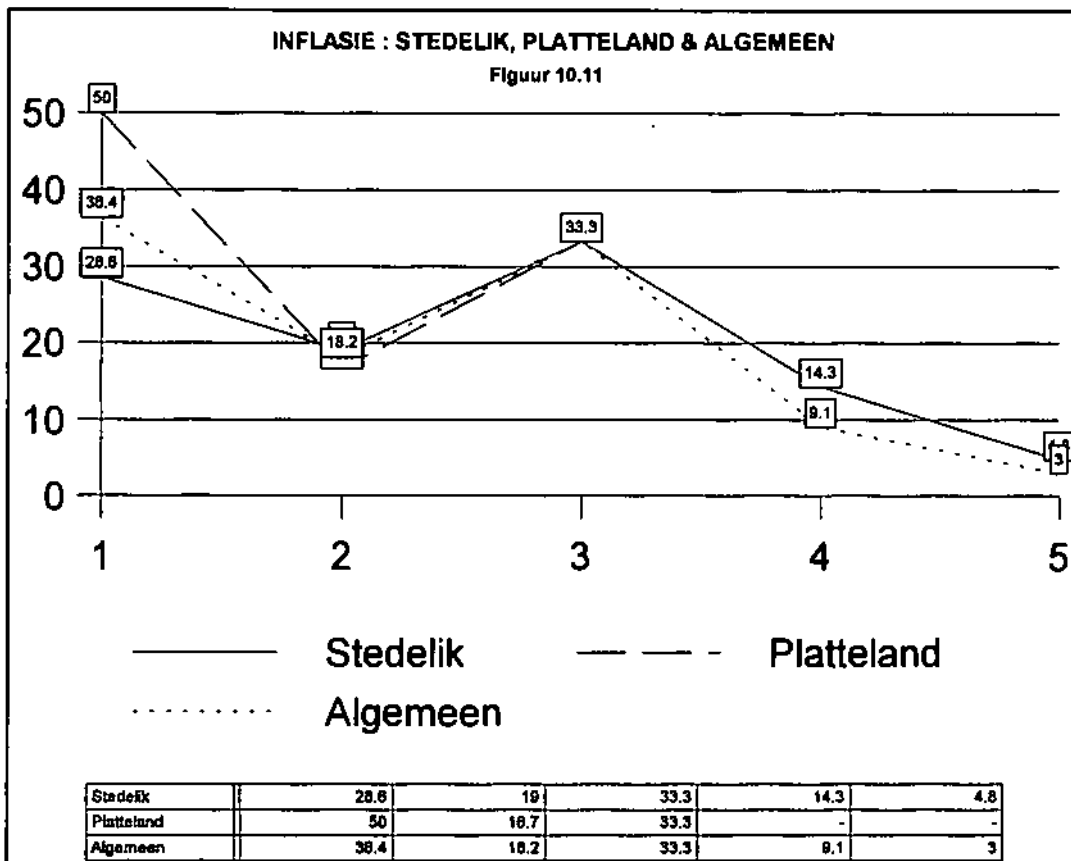 INFLASIE : STEDELIK, PLATTELAND & ALGEMEEN
Figuur 10.11
50
50
40
36.4
30
28.6
33.3
20
18.2
14.3
10
9.1
3
0
1 2 3 4 5
Stedelik Platteland
Algemeen
Stedelik 28.6 19 33.3 14.3 4.8
Platteland 50 16.7 33.3 - -
Algemeen 36.4 18.2 33.3 9.1 3